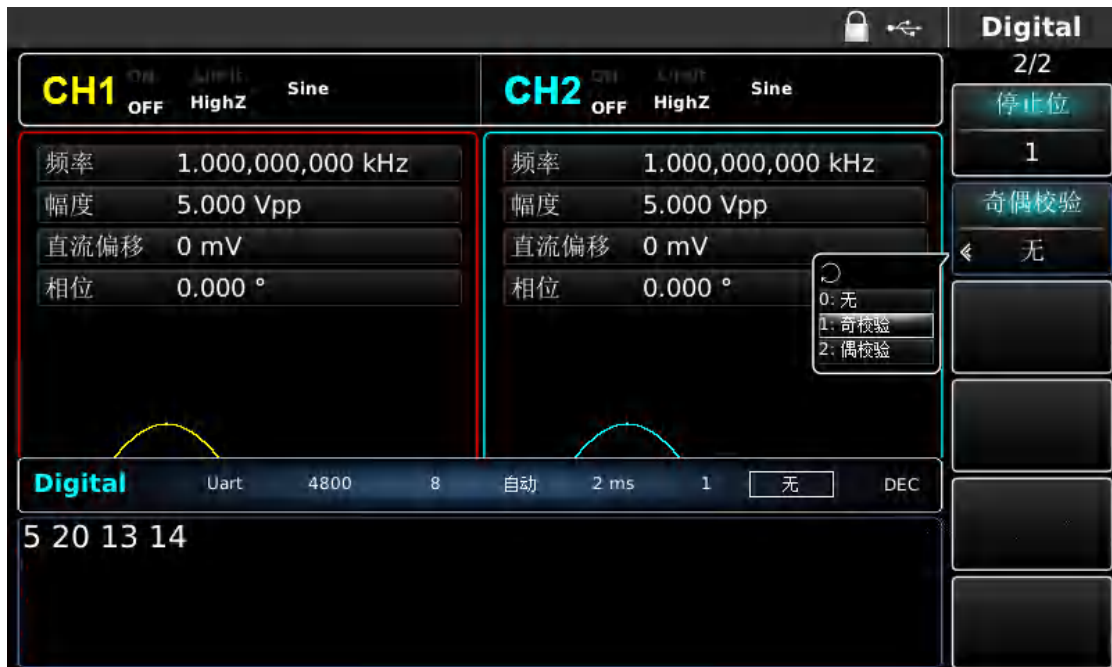 Digital
2/2
CH1 ON OFF Limit HighZ Sine
CH2 ON OFF Limit HighZ Sine
停止位
1
频率 1.000,000,000 kHz
频率 1.000,000,000 kHz
奇偶校验
无
幅度 5.000 Vpp
幅度 5.000 Vpp
直流偏移 0 mV
直流偏移 0 mV
相位 0.000 °
相位 0.000 °
0: 无
1: 奇校验
2: 偶校验
Digital Uart 4800 8 自动 2 ms 1 无 DEC
5 20 13 14